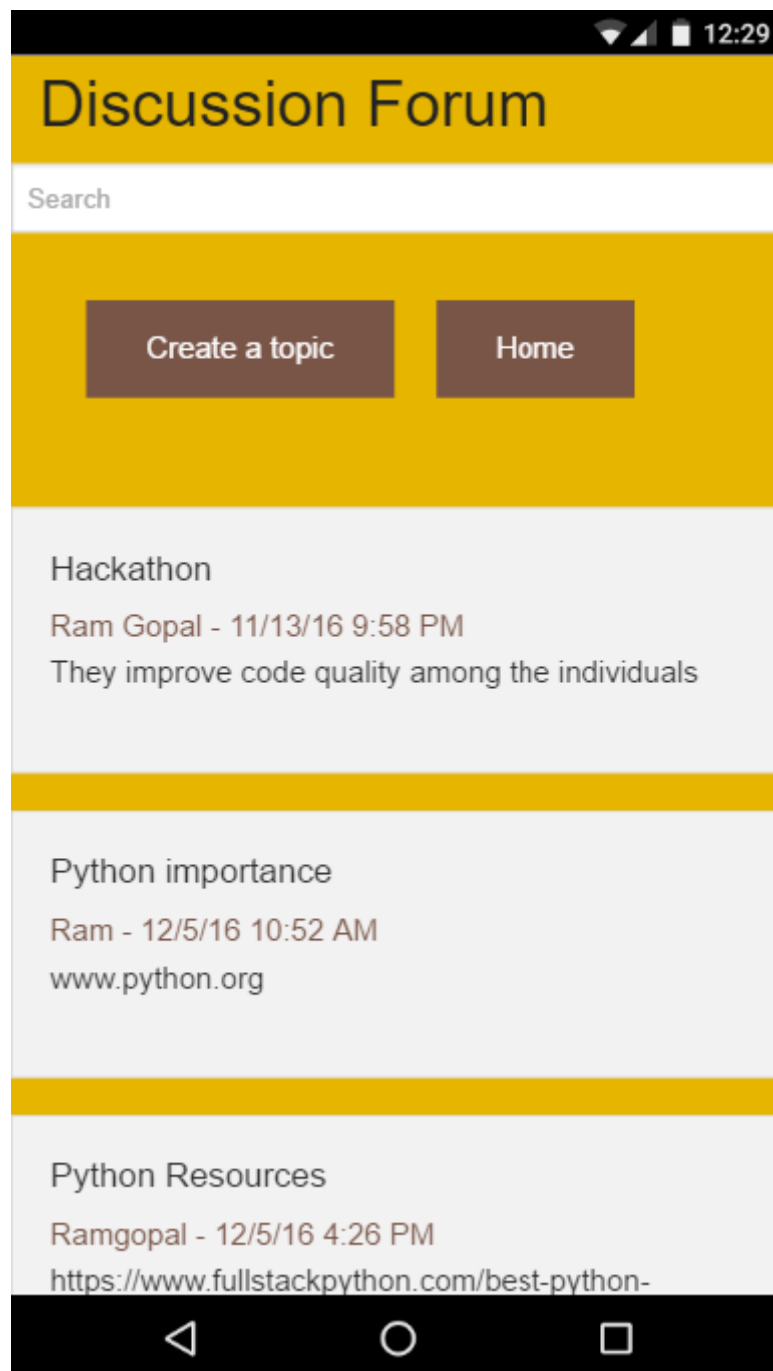 12:29
Discussion Forum
Search
Create a topic Home
Hackathon
Ram Gopal - 11/13/16 9:58 PM
They improve code quality among the individuals
Python importance
Ram - 12/5/16 10:52 AM
www.python.org
Python Resources
Ramgopal - 12/5/16 4:26 PM
https://www.fullstackpython.com/best-python-